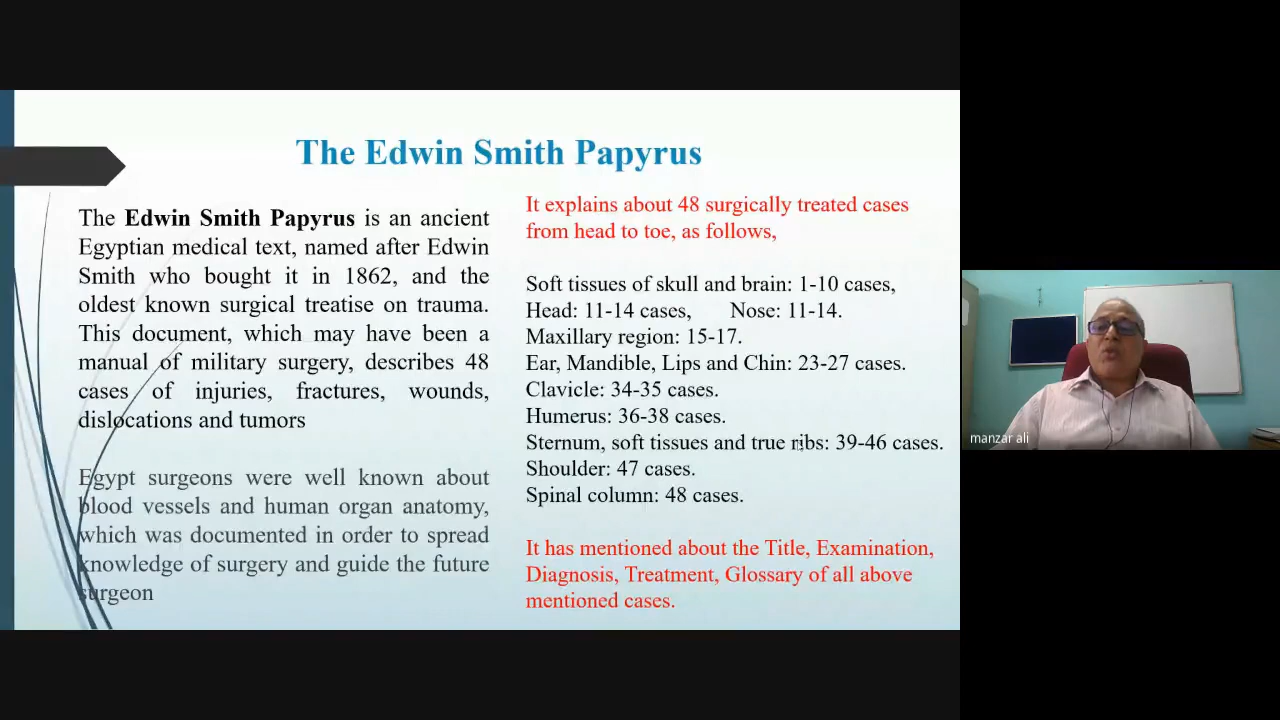 The Edwin Smith Papyrus
The Edwin Smith Papyrus is an ancient
Egyptian medical text, named after Edwin
Smith who bought it in 1862, and the
oldest known surgical treatise on trauma.
This document, which may have been a
manual of military surgery, describes 48
cases of injuries, fractures, wounds,
dislocations and tumors
Egypt surgeons were well known about
blood vessels and human organ anatomy,
which was documented in order to spread
knowledge of surgery and guide the future
surgeon
It explains about 48 surgically treated cases
from head to toe, as follows,
Soft tissues of skull and brain: 1-10 cases,
Head: 11-14 cases, Nose: 11-14.
Maxillary region: 15-17.
Ear, Mandible, Lips and Chin: 23-27 cases.
Clavicle: 34-35 cases.
Humerus: 36-38 cases.
Sternum, soft tissues and true ribs: 39-46 cases.
Shoulder: 47 cases.
Spinal column: 48 cases.
It has mentioned about the Title, Examination,
Diagnosis, Treatment, Glossary of all above
mentioned cases.
manzar ali